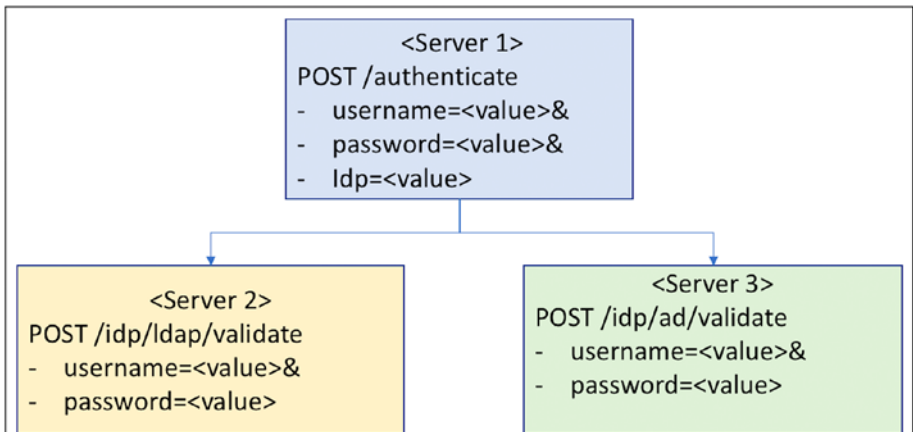 <Server 1>
POST /authenticate
- username=<value>&
- password=<value>&
- Idp=<value>
<Server 2>
POST /idp/ldap/validate
- username=<value>&
- password=<value>
<Server 3>
POST /idp/ad/validate
- username=<value>&
- password=<value>